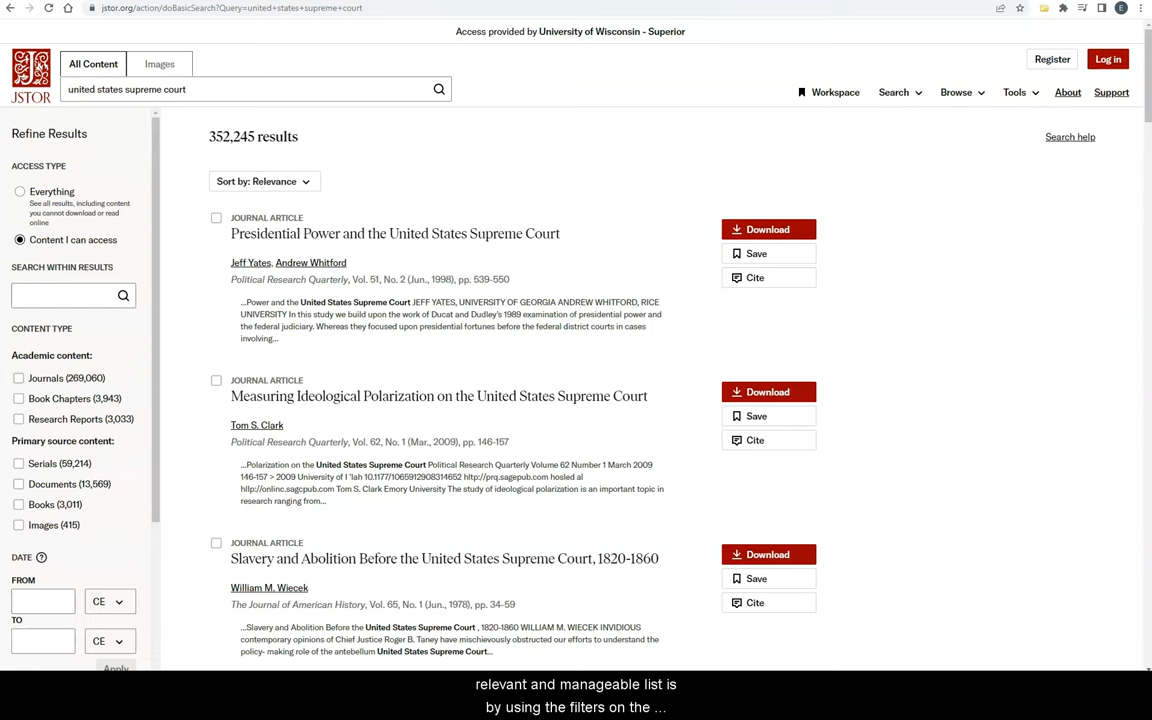 jstor.org/action/doBasicSearch?Query=united+states+supreme+court
E
Access provided by University of Wisconsin - Superior
JSTOR
All Content
Images
Register
Log in
united states supreme court
Workspace
Search
Browse
Tools
About
Support
Refine Results
ACCESS TYPE
Everything
See all results, including content
you cannot download or read
online
Content I can access
SEARCH WITHIN RESULTS
CONTENT TYPE
Academic content:
Journals (269,060)
Book Chapters (3,943)
Research Reports (3,033)
Primary source content:
Serials (59,214)
Documents (13,569)
Books (3,011)
Images (415)
DATE ?
FROM
CE
TO
CE
Apply
352,245 results
Search help
Sort by: Relevance
JOURNAL ARTICLE
Presidential Power and the United States Supreme Court
Jeff Yates, Andrew Whitford
Political Research Quarterly, Vol. 51, No. 2 (Jun., 1998), pp. 539-550
...Power and the United States Supreme Court JEFF YATES, UNIVERSITY OF GEORGIA ANDREW WHITFORD, RICE
UNIVERSITY In this study we build upon the work of Ducat and Dudley's 1989 examination of presidential power and
the federal judiciary. Whereas they focused upon presidential fortunes before the federal district courts in cases
involving...
Download
Save
Cite
JOURNAL ARTICLE
Measuring Ideological Polarization on the United States Supreme Court
Tom S. Clark
Political Research Quarterly, Vol. 62, No. 1 (Mar., 2009), pp. 146-157
...Polarization on the United States Supreme Court Political Research Quarterly Volume 62 Number 1 March 2009
146-157 > 2009 University of I 'lah 10.1177/1065912908314652 hltp://prq.sagepub.com hosled al
hltp://onlinc.sagcpub.com Tom S. Clark Emory University The study of ideological polarization is an important topic in
research ranging from...
Download
Save
Cite
JOURNAL ARTICLE
Slavery and Abolition Before the United States Supreme Court, 1820-1860
William M. Wiecek
The Journal of American History, Vol. 65, No. 1 (Jun., 1978), pp. 34-59
...Slavery and Abolition Before the United States Supreme Court , 1820-1860 WILLIAM M. WIECEK INVIDIOUS
contemporary opinions of Chief Justice Roger B. Taney have mischievously obstructed our efforts to understand the
policy- making role of the antebellum United States Supreme Court...
Download
Save
Cite
relevant and manageable list is
by using the filters on the ...